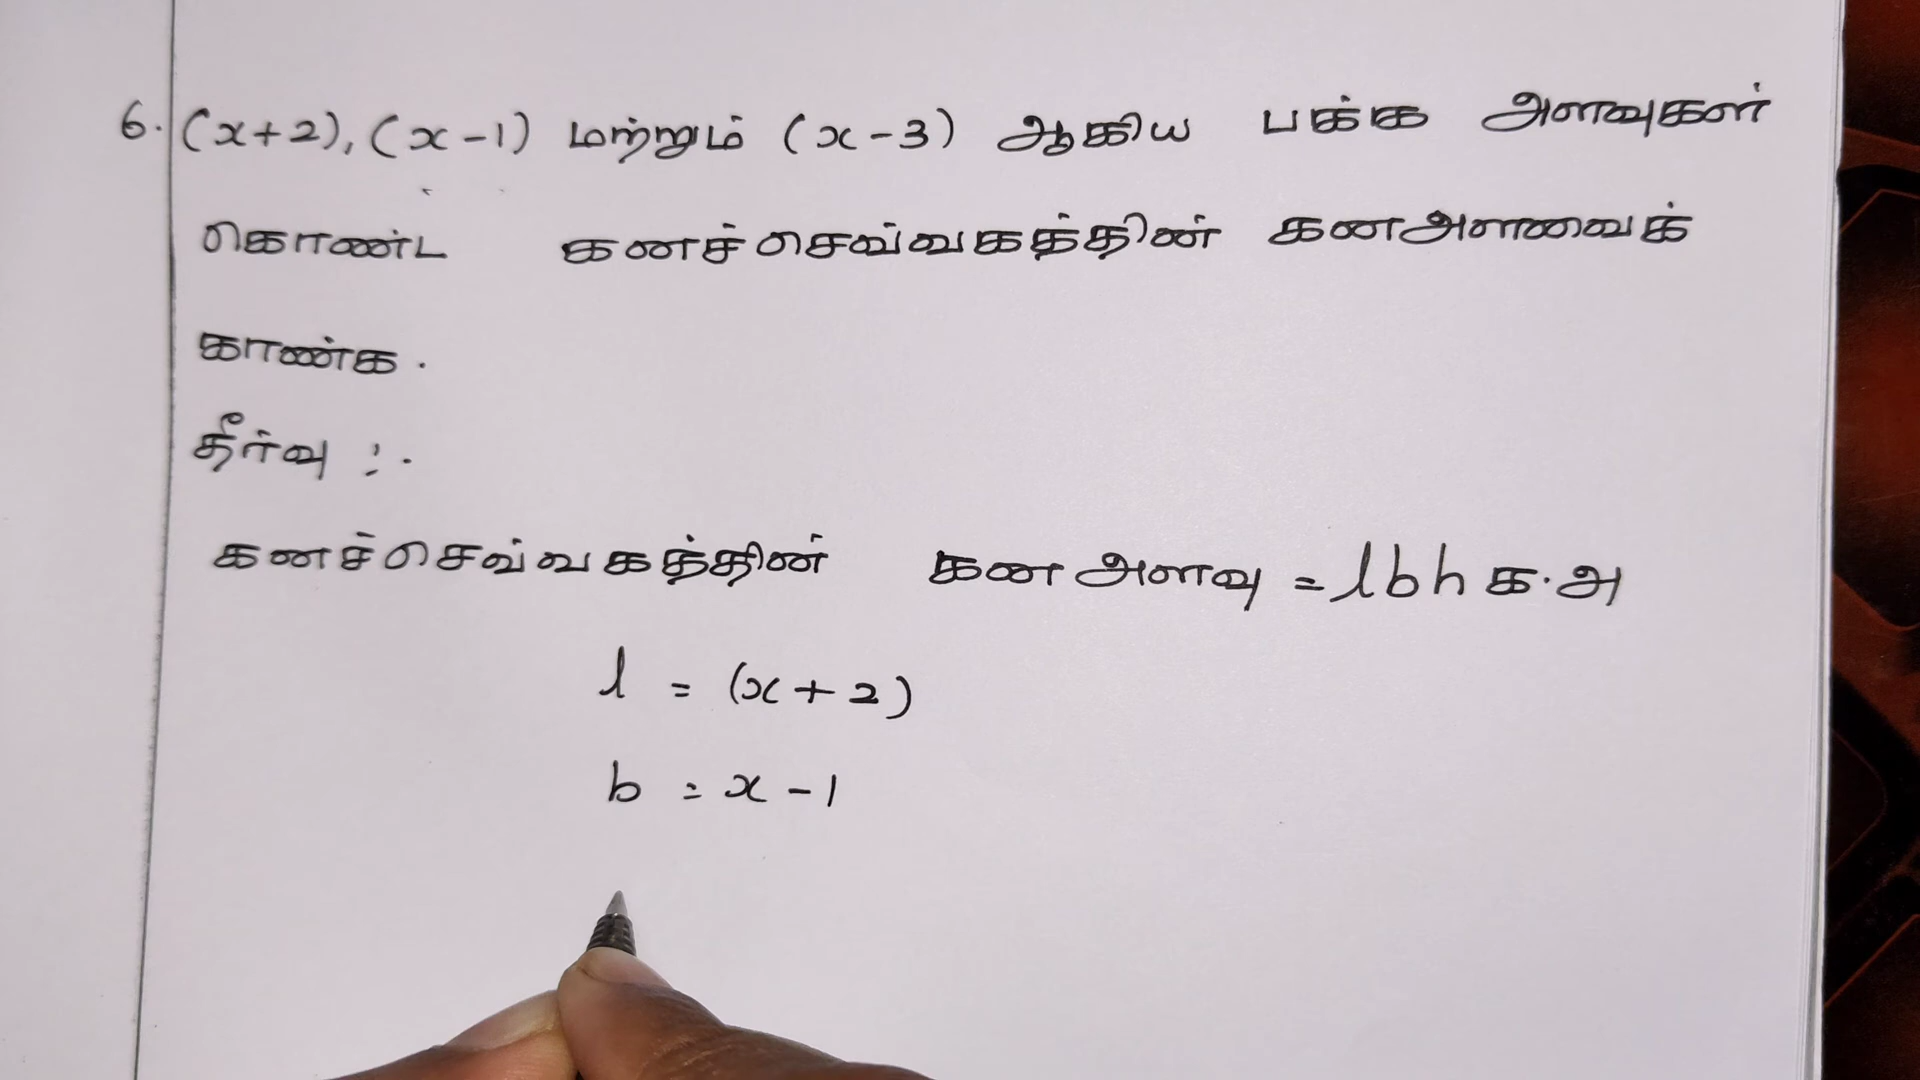 6. (x+2), (x-1) மற்றும் (x-3) ஆகிய பக்க அளவுகள்
கொண்ட கனச்செவ்வகத்தின் கனஅளவைக்
காண்க.
தீர்வு :.
கனச்செவ்வகத்தின் கனஅளவு = lbh க.அ
l = (x+2)
b = x-1